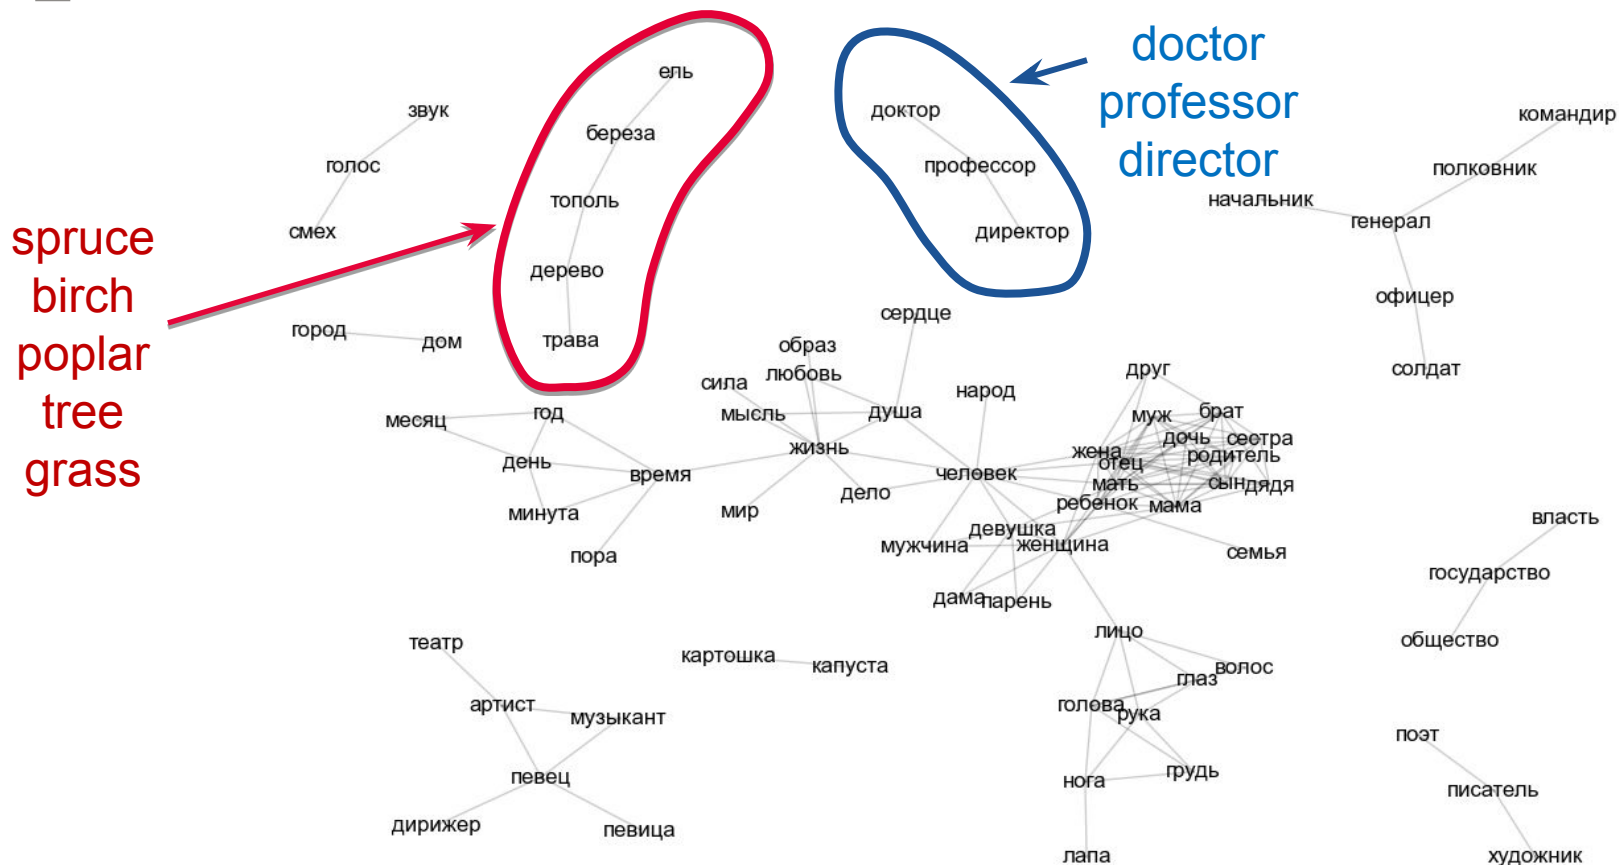 doctor
professor
director
spruce
birch
poplar
tree
grass
ель
береза
тополь
дерево
трава
доктор
профессор
директор
звук
голос
смех
город
дом
командир
полковник
начальник
генерал
офицер
солдат
сердце
образ
любовь
сила
мысль
душа
народ
жизнь
человек
дело
мир
месяц
год
день
время
минута
пора
друг
муж
брат
дочь
сестра
жена
отец
родитель
мать
сын
дядя
ребенок
мама
девушка
мужчина
женщина
семья
дама
парень
власть
государство
общество
лицо
волос
глаз
голова
рука
нога
грудь
лапа
театр
артист
музыкант
певец
дирижер
певица
картошка
капуста
поэт
писатель
художник